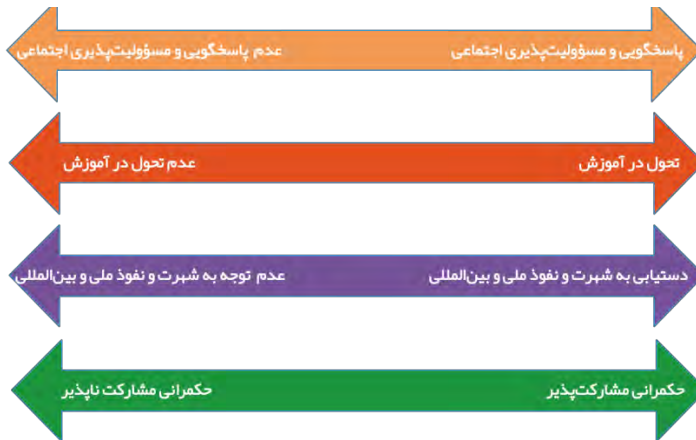 پاسخگویی و مسؤولیت‌پذیری اجتماعی
عدم پاسخگویی و مسؤولیت‌پذیری اجتماعی
تحول در آموزش
عدم تحول در آموزش
دستیابی به شهرت و نفوذ ملی و بین‌المللی
عدم توجه به شهرت و نفوذ ملی و بین‌المللی
حکمرانی مشارکت‌پذیر
حکمرانی مشارکت ناپذیر